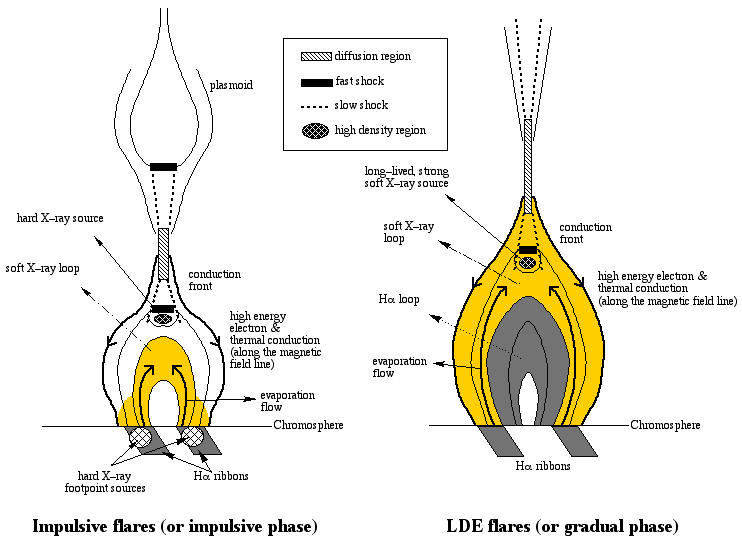 plasmoid
diffusion region
fast shock
slow shock
high density region
hard X–ray source
soft X–ray loop
conduction
front
high energy
electron &
thermal conduction
(along the magnetic
field line)
evaporation
flow
Chromosphere
hard X–ray
footpoint sources
Hα ribbons
Impulsive flares (or impulsive phase)
long–lived, strong
soft X–ray source
soft X–ray
loop
conduction
front
high energy electron &
thermal conduction
(along the magnetic field line)
Hα loop
evaporation
flow
Chromosphere
Hα ribbons
LDE flares (or gradual phase)